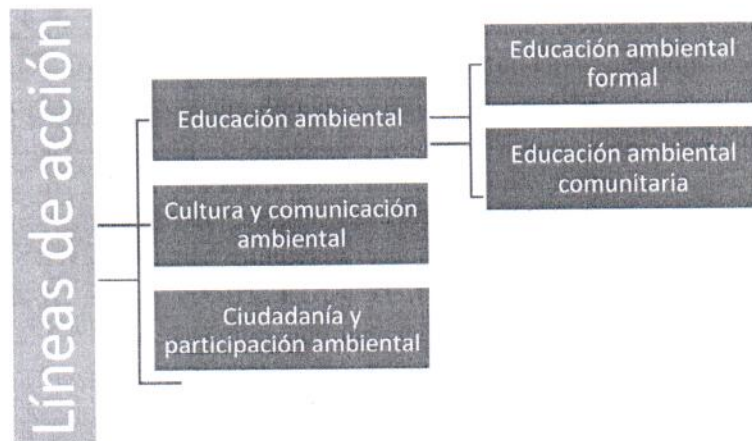 Líneas de acción
Educación ambiental
Cultura y comunicación
ambiental
Ciudadanía y
participación ambiental
Educación ambiental
formal
Educación ambiental
comunitaria